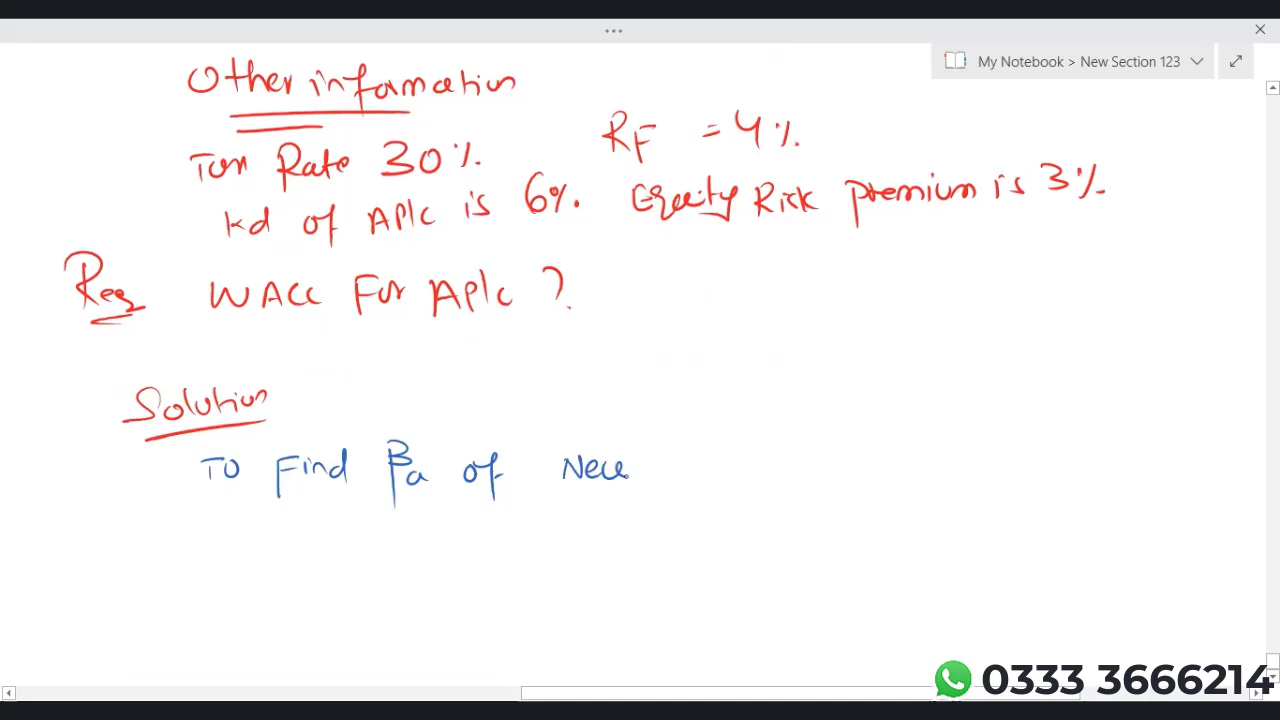 ...
My Notebook > New Section 123
Other information
Tax Rate 30%. RF = 4%.
Kd of APlc is 6%. Equity Risk premium is 3%.
Req WACC For APlc ?
Solution
TO Find βa of New
0333 3666214